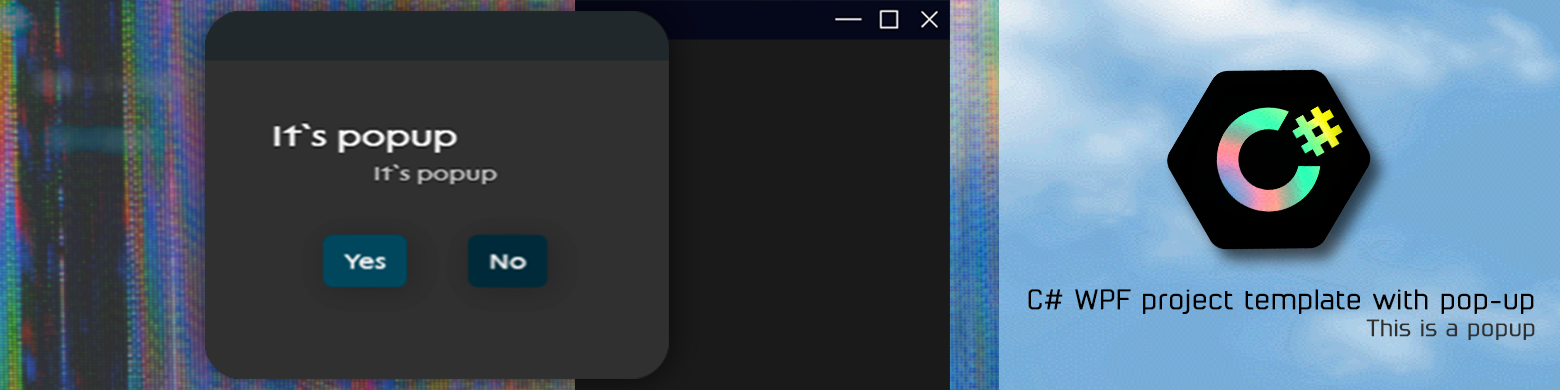 It`s popup
It`s popup
Yes No
C#
C# WPF project template with pop-up
This is a popup